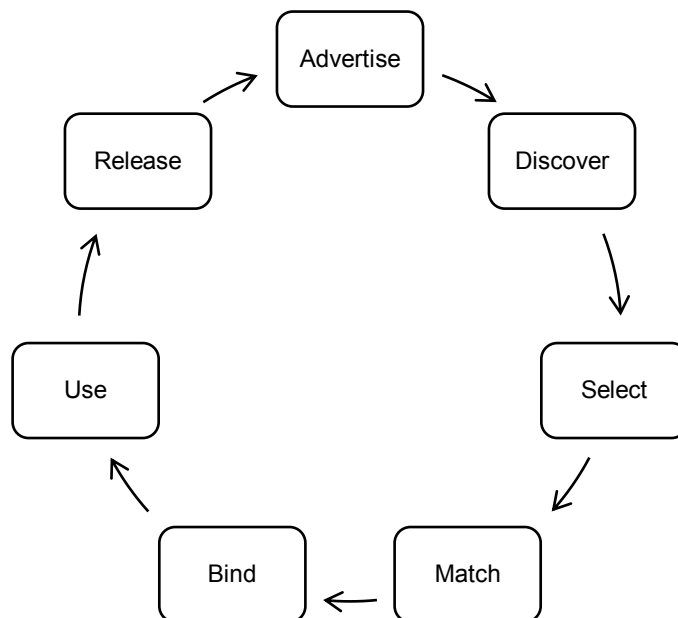 Advertise
Discover
Select
Match
Bind
Use
Release